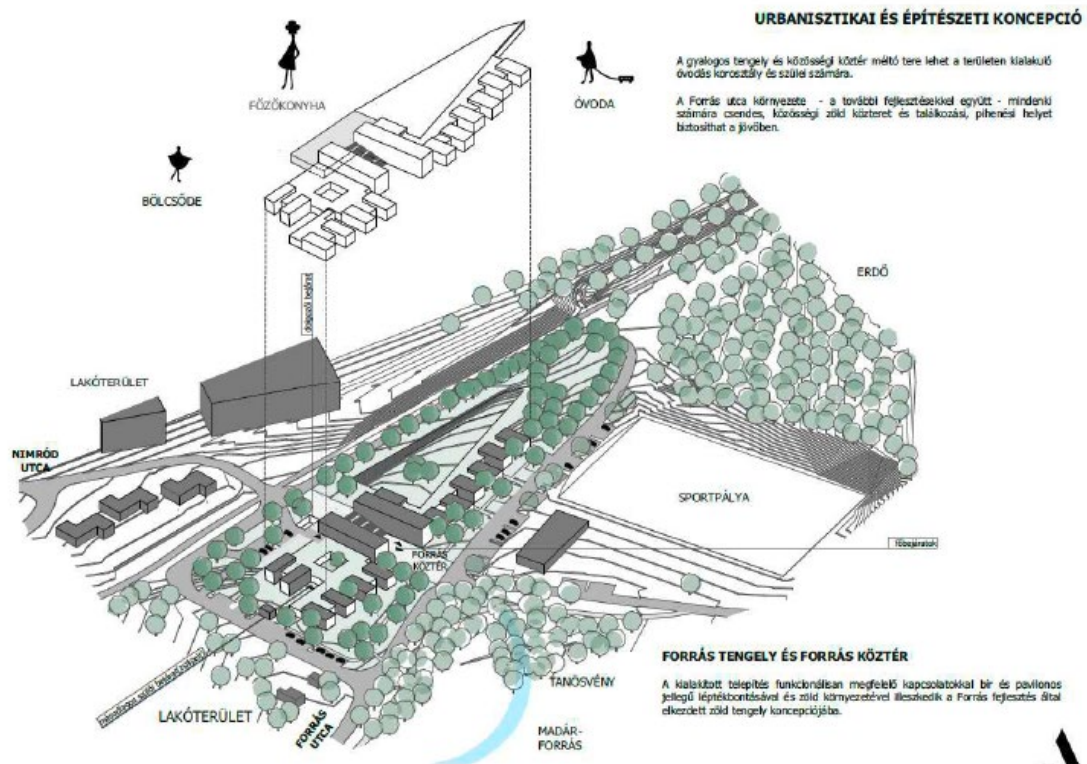 URBANISZTIKAI ÉS ÉPÍTÉSZETI KONCEPCIÓ
A gyalogos tengely és közösségi köztér méltó tere lehet a területen kialakuló
óvodás korosztály és szülei számára.
A Forrás utca környezete - a további fejlesztésekkel együtt - mindenki
számára csendes, közösségi zöld közteret és találkozási, pihenési helyet
biztosíthat a jövőben.
FŐZŐKONYHA
ÓVODA
BÖLCSŐDE
ERDŐ
LAKÓTERÜLET
NIMRÓD
UTCA
SPORTPÁLYA
FORRÁS
KÖZTÉR
főbejáratok
FORRÁS TENGELY ÉS FORRÁS KÖZTÉR
A kialakított telepítés funkcionálisan megfelelő kapcsolatokkal bír és pavilonos
jellegű léptékbontásával és zöld környezetével illeszkedik a Forrás fejlesztés által
elkezdett zöld tengely koncepciójába.
TANÖSVÉNY
LAKÓTERÜLET
FORRÁS
UTCA
MADÁR-
FORRÁS